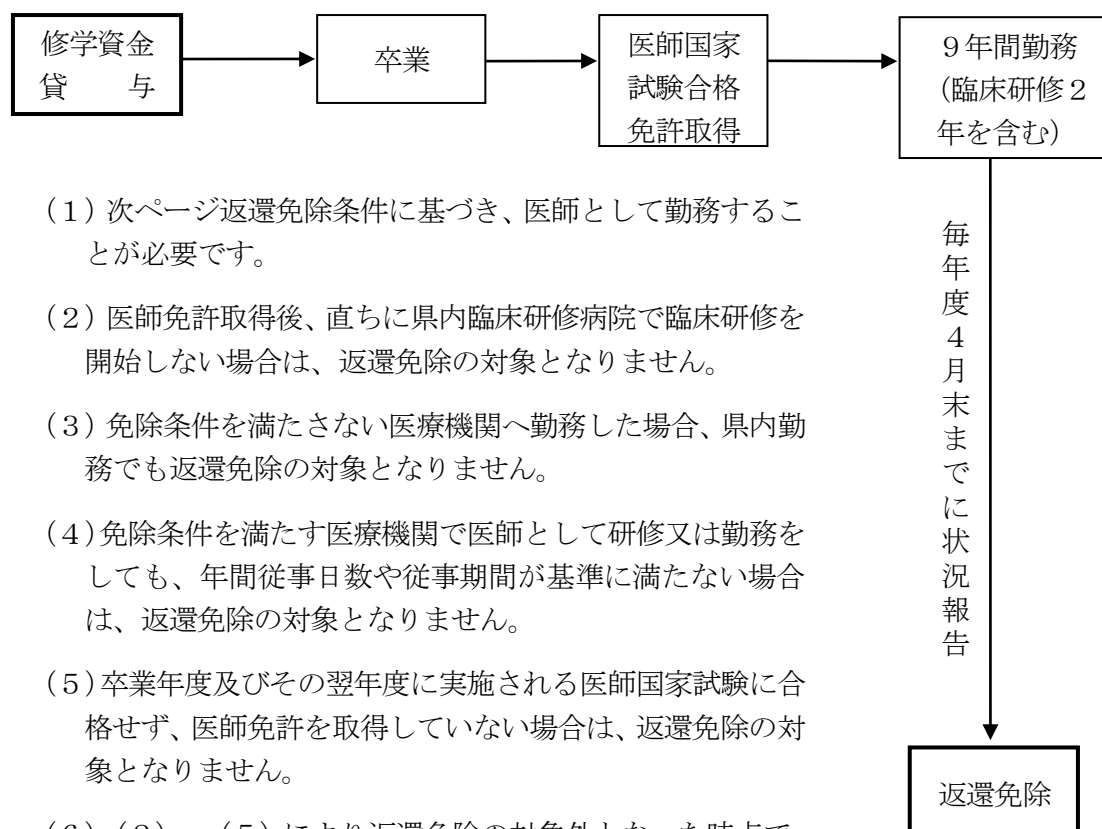 修学資金
貸　　与
卒業
医師国家
試験合格
免許取得
９年間勤務
（臨床研修２
年を含む）
（１）次ページ返還免除条件に基づき、医師として勤務するこ
とが必要です。
（２）医師免許取得後、直ちに県内臨床研修病院で臨床研修を
開始しない場合は、返還免除の対象となりません。
（３）免除条件を満たさない医療機関へ勤務した場合、県内勤
務でも返還免除の対象となりません。
（４）免除条件を満たす医療機関で医師として研修又は勤務を
しても、年間従事日数や従事期間が基準に満たない場合
は、返還免除の対象となりません。
（５）卒業年度及びその翌年度に実施される医師国家試験に合
格せず、医師免許を取得していない場合は、返還免除の対
象となりません。
毎年度４月末までに状況報告
返還免除